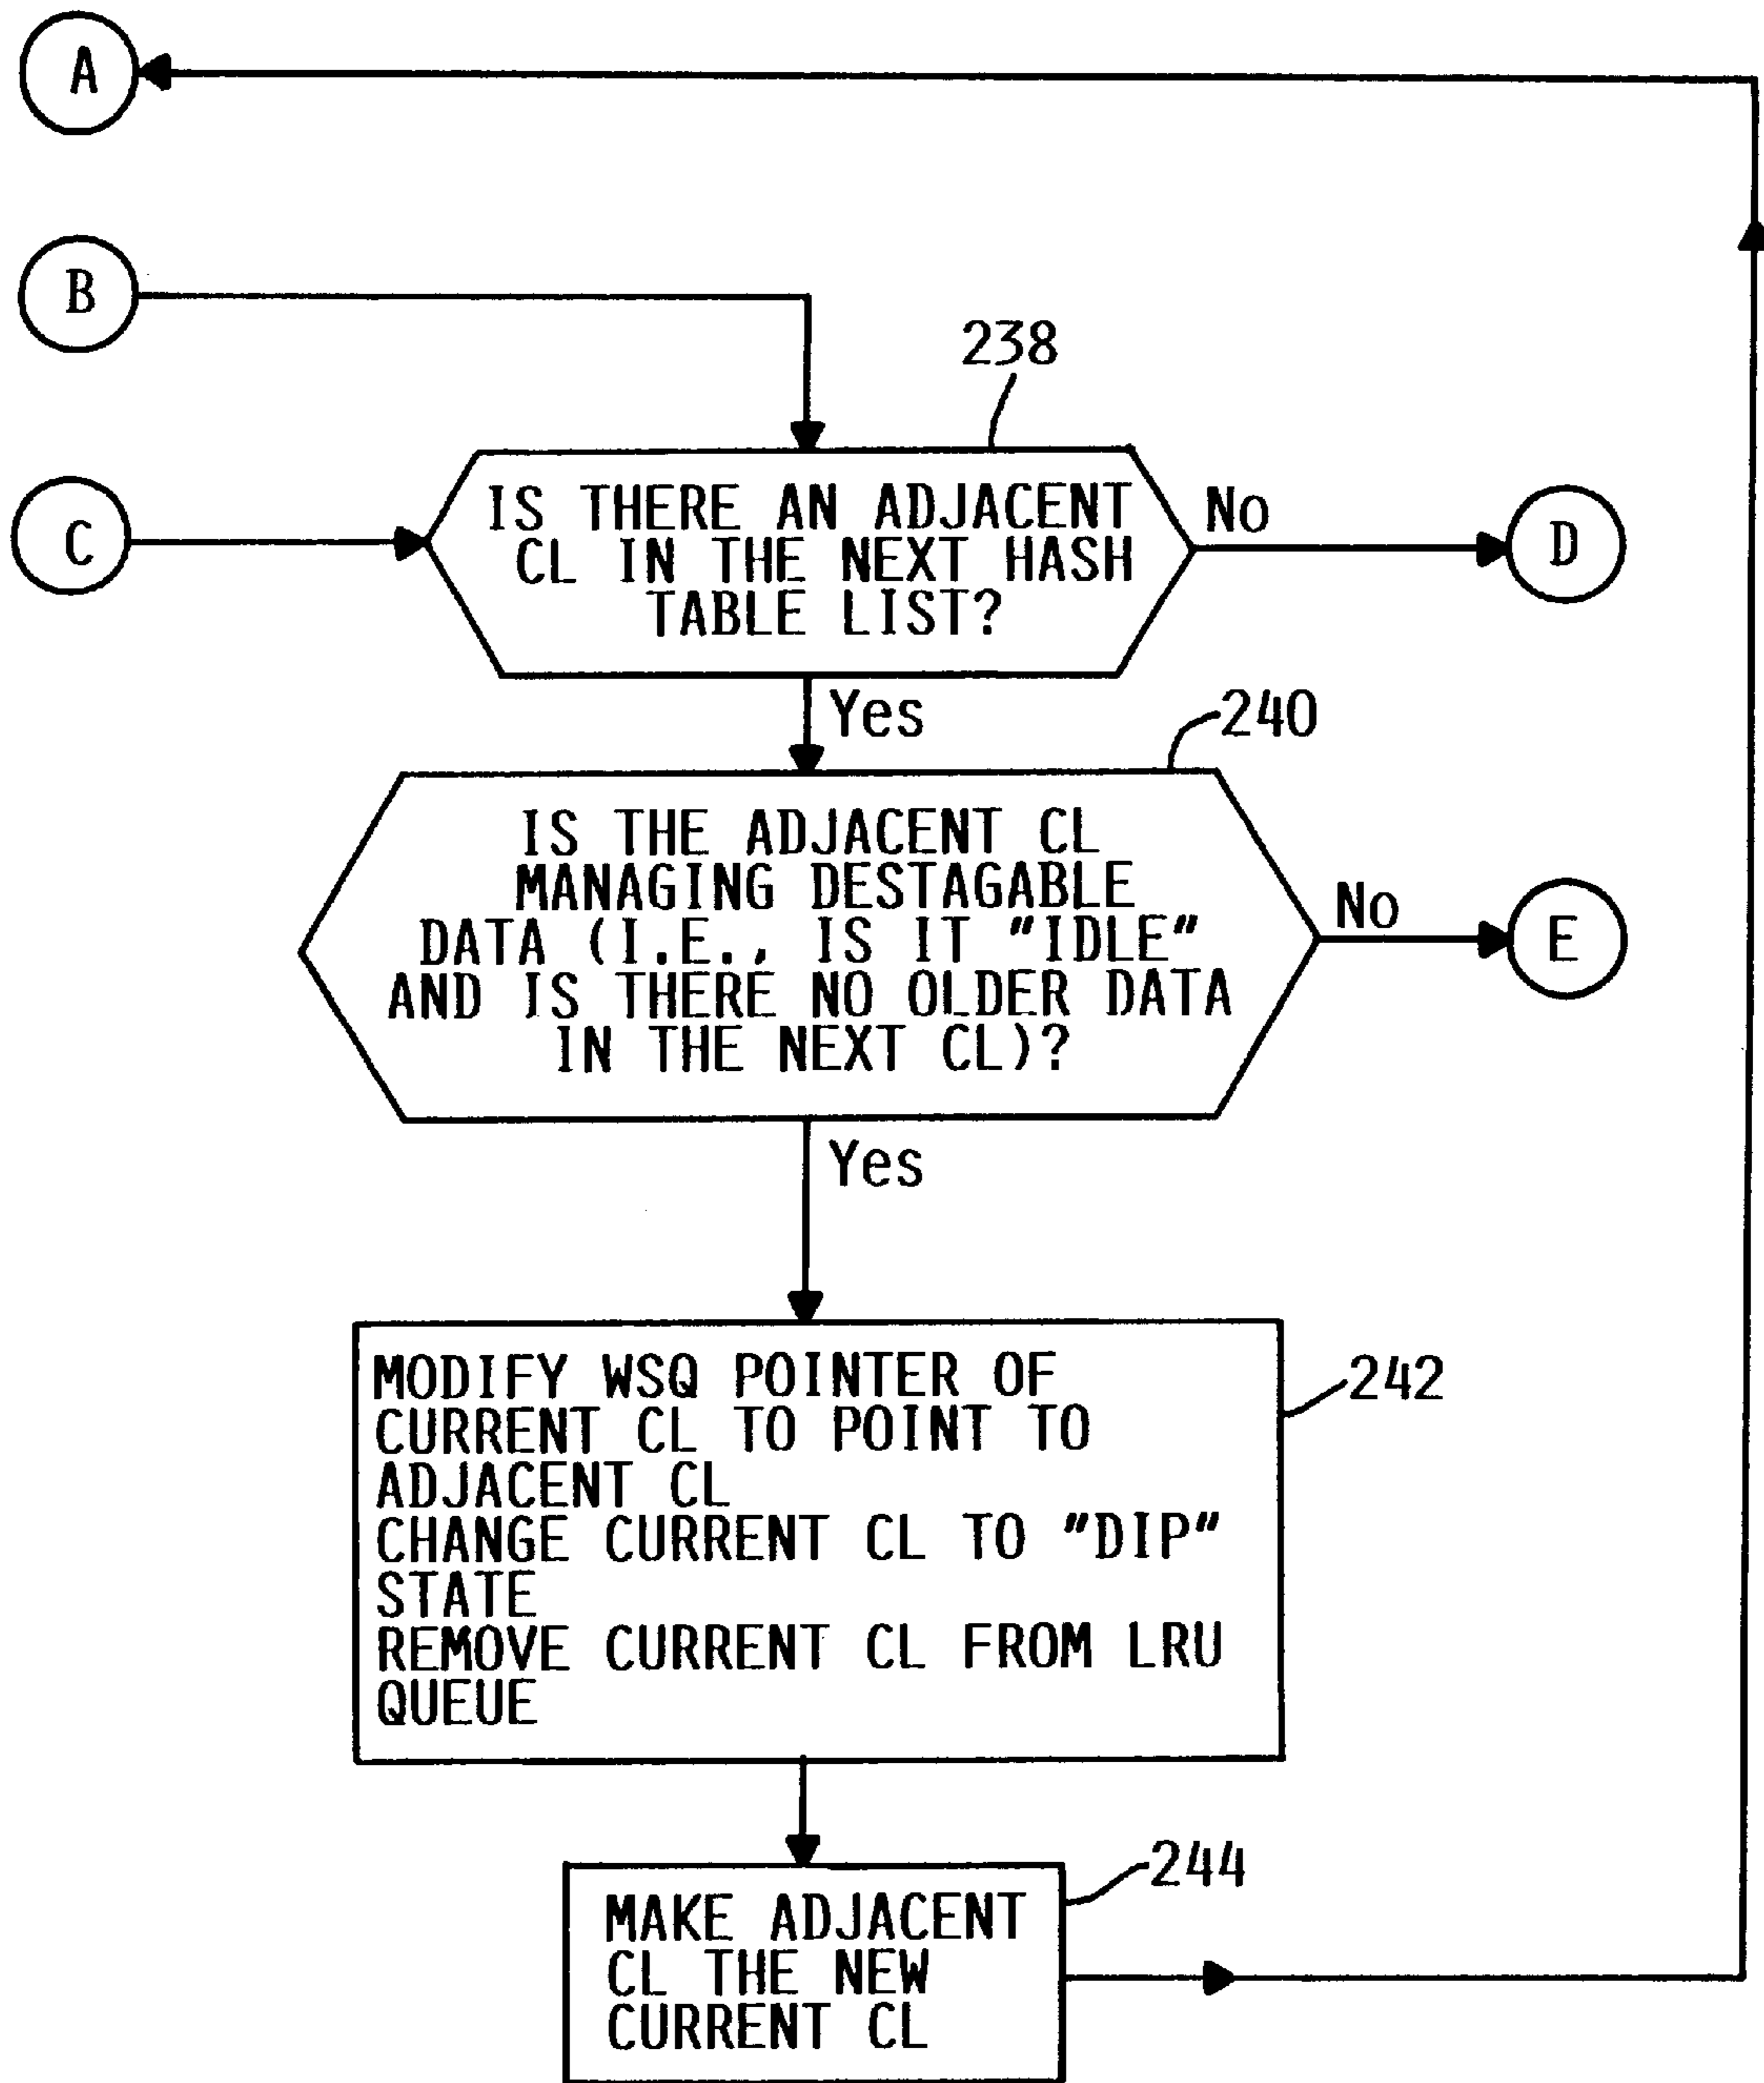 A
B
238
C
IS THERE AN ADJACENT
CL IN THE NEXT HASH
TABLE LIST?
No
D
Yes
240
IS THE ADJACENT CL
MANAGING DESTAGABLE
DATA (I.E., IS IT "IDLE"
AND IS THERE NO OLDER DATA
IN THE NEXT CL)?
No
E
Yes
MODIFY WSQ POINTER OF
CURRENT CL TO POINT TO
ADJACENT CL
CHANGE CURRENT CL TO "DIP"
STATE
REMOVE CURRENT CL FROM LRU
QUEUE
242
244
MAKE ADJACENT
CL THE NEW
CURRENT CL